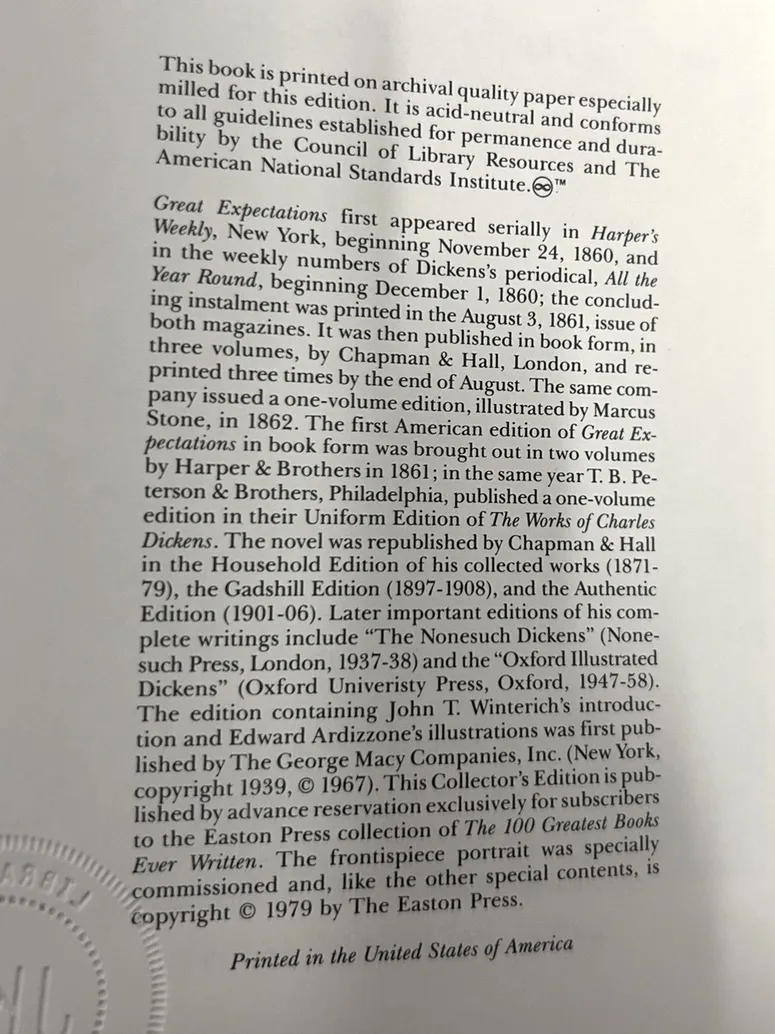 This book is printed on archival quality paper especially
milled for this edition. It is acid-neutral and conforms
to all guidelines established for permanence and dura-
bility by the Council of Library Resources and The
American National Standards Institute.♾™
Great Expectations first appeared serially in Harper's
Weekly, New York, beginning November 24, 1860, and
in the weekly numbers of Dickens's periodical, All the
Year Round, beginning December 1, 1860; the conclud-
ing instalment was printed in the August 3, 1861, issue of
both magazines. It was then published in book form, in
three volumes, by Chapman & Hall, London, and re-
printed three times by the end of August. The same com-
pany issued a one-volume edition, illustrated by Marcus
Stone, in 1862. The first American edition of Great Ex-
pectations in book form was brought out in two volumes
by Harper & Brothers in 1861; in the same year T. B. Pe-
terson & Brothers, Philadelphia, published a one-volume
edition in their Uniform Edition of The Works of Charles
Dickens. The novel was republished by Chapman & Hall
in the Household Edition of his collected works (1871-
79), the Gadshill Edition (1897-1908), and the Authentic
Edition (1901-06). Later important editions of his com-
plete writings include “The Nonesuch Dickens” (None-
such Press, London, 1937-38) and the “Oxford Illustrated
Dickens” (Oxford Univeristy Press, Oxford, 1947-58).
The edition containing John T. Winterich's introduc-
tion and Edward Ardizzone's illustrations was first pub-
lished by The George Macy Companies, Inc. (New York,
copyright 1939, © 1967). This Collector's Edition is pub-
lished by advance reservation exclusively for subscribers
to the Easton Press collection of The 100 Greatest Books
Ever Written. The frontispiece portrait was specially
commissioned and, like the other special contents, is
copyright © 1979 by The Easton Press.
Printed in the United States of America